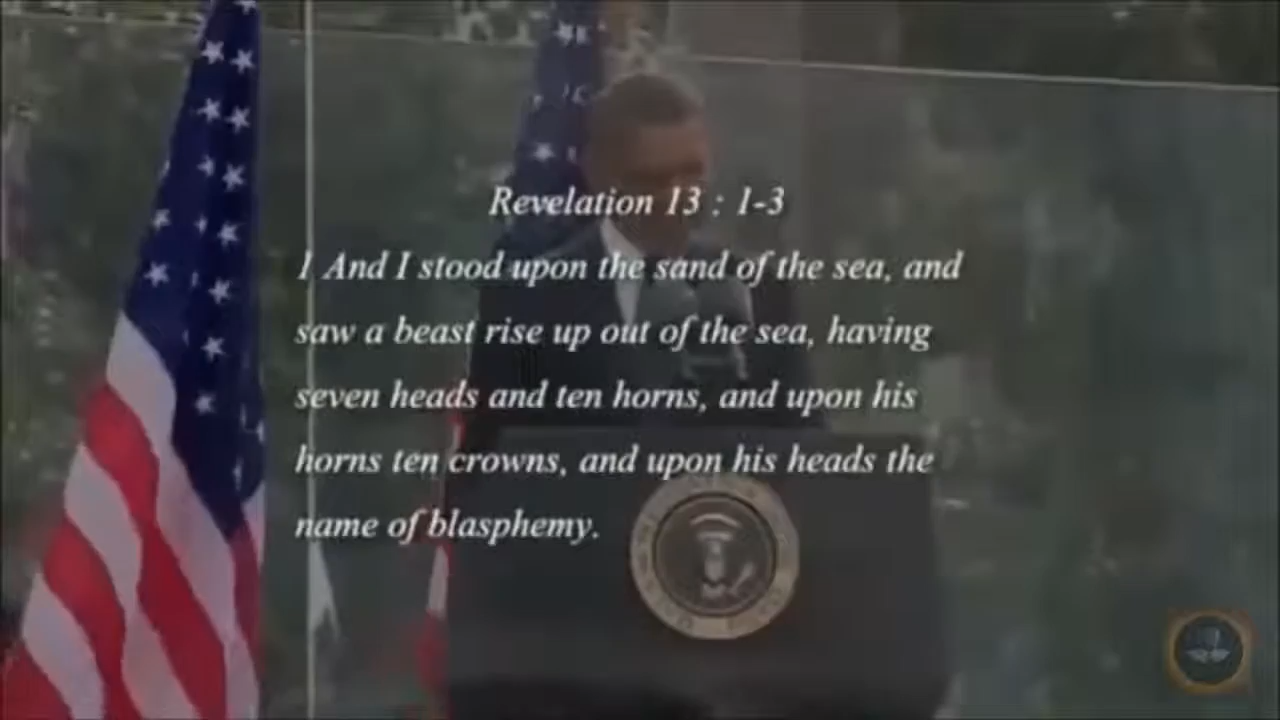 Revelation 13 : 1-3
1 And I stood upon the sand of the sea, and
saw a beast rise up out of the sea, having
seven heads and ten horns, and upon his
horns ten crowns, and upon his heads the
name of blasphemy.